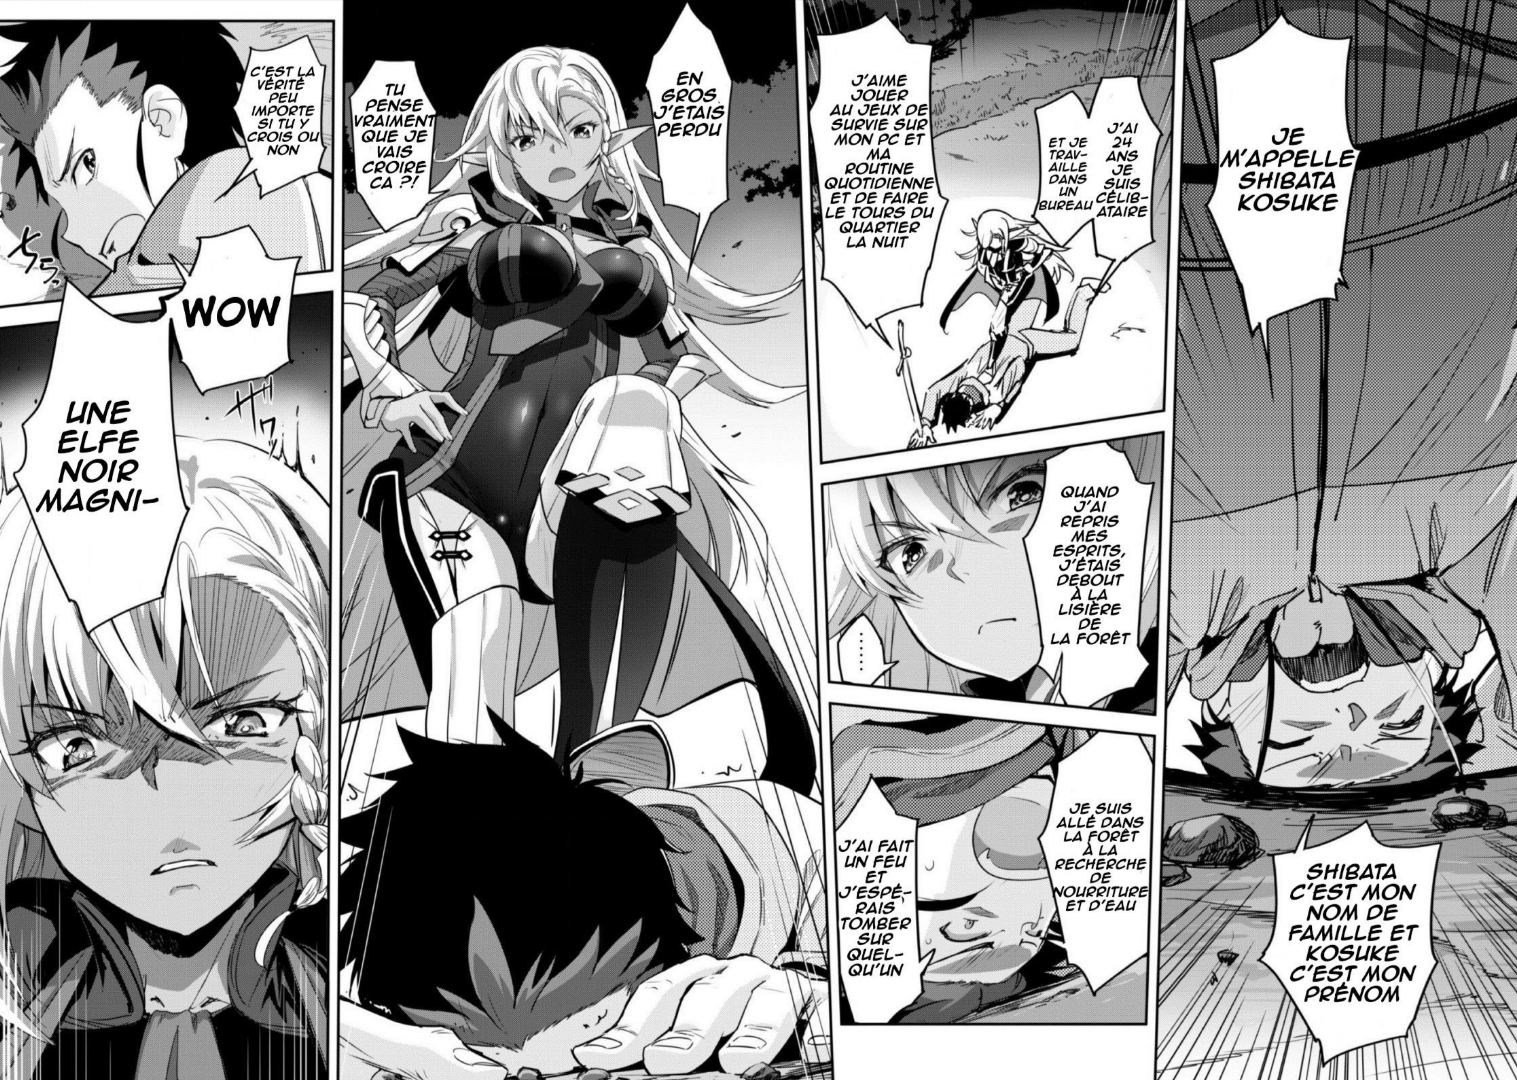 JE
M'APPELLE
SHIBATA
KOSUKE
SHIBATA
C'EST MON
NOM DE
FAMILLE ET
KOSUKE
C'EST MON
PRÉNOM
J'AI
24
ANS
JE
SUIS
CÉLIB-
ATAIRE
ET JE
TRAV-
AILLE
DANS
UN
BUREAU
J'AIME
JOUER
AU JEUX DE
SURVIE SUR
MON PC ET
MA
ROUTINE
QUOTIDIENNE
ET DE FAIRE
LE TOURS DU
QUARTIER
LA NUIT
QUAND
J'AI
REPRIS
MES
ESPRITS,
J'ÉTAIS
DEBOUT
À LA
LISIÈRE
DE
LA FORÊT
......
JE SUIS
ALLÉ DANS
LA FORÊT
À LA
RECHERCHE
DE
NOURRITURE
ET D'EAU
J'AI FAIT
UN FEU
ET
J'ESPÉ-
RAIS
TOMBER
SUR
QUEL-
QU'UN
EN
GROS,
J'ETAIS
PERDU
TU
PENSE
VRAIMENT
QUE JE
VAIS
CROIRE
CA ?!
C'EST LA
VÉRITÉ
PEU
IMPORTE
SI TU Y
CROIS OU
NON
WOW
UNE
ELFE
NOIR
MAGNI-